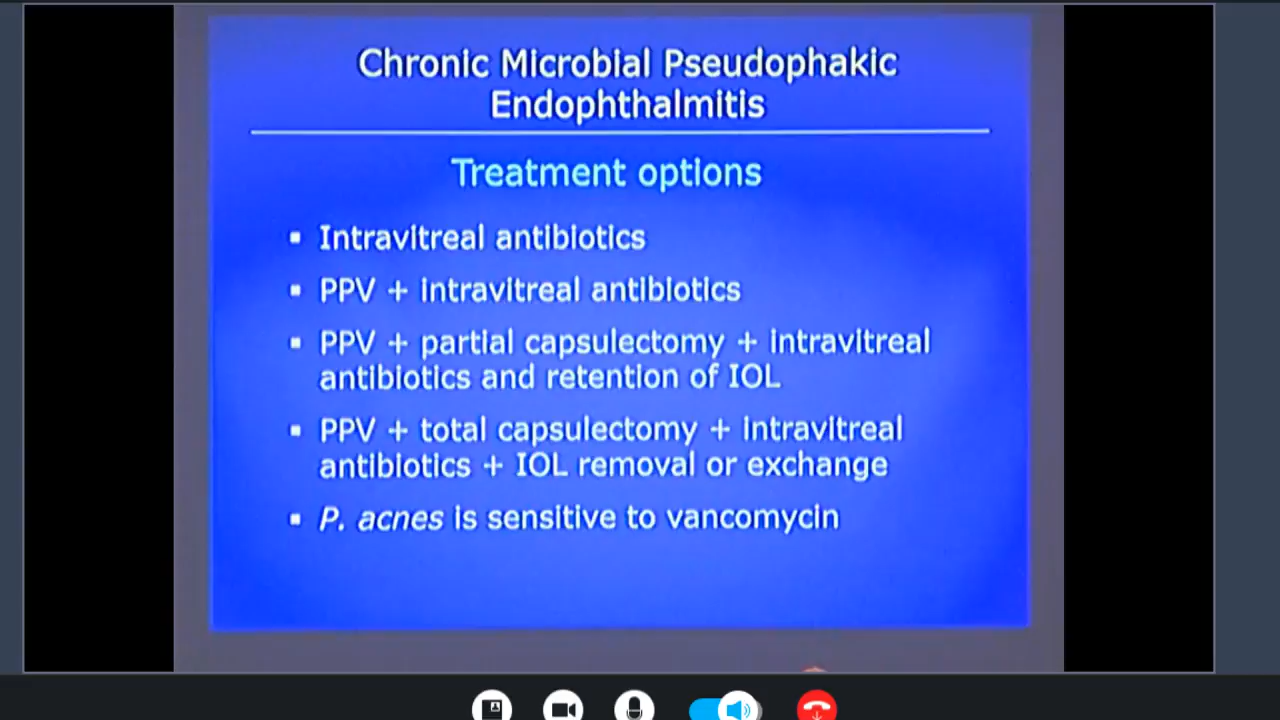 Chronic Microbial Pseudophakic
Endophthalmitis
Treatment options
▪ Intravitreal antibiotics
▪ PPV + intravitreal antibiotics
▪ PPV + partial capsulectomy + intravitreal
antibiotics and retention of IOL
▪ PPV + total capsulectomy + intravitreal
antibiotics + IOL removal or exchange
▪ P. acnes is sensitive to vancomycin